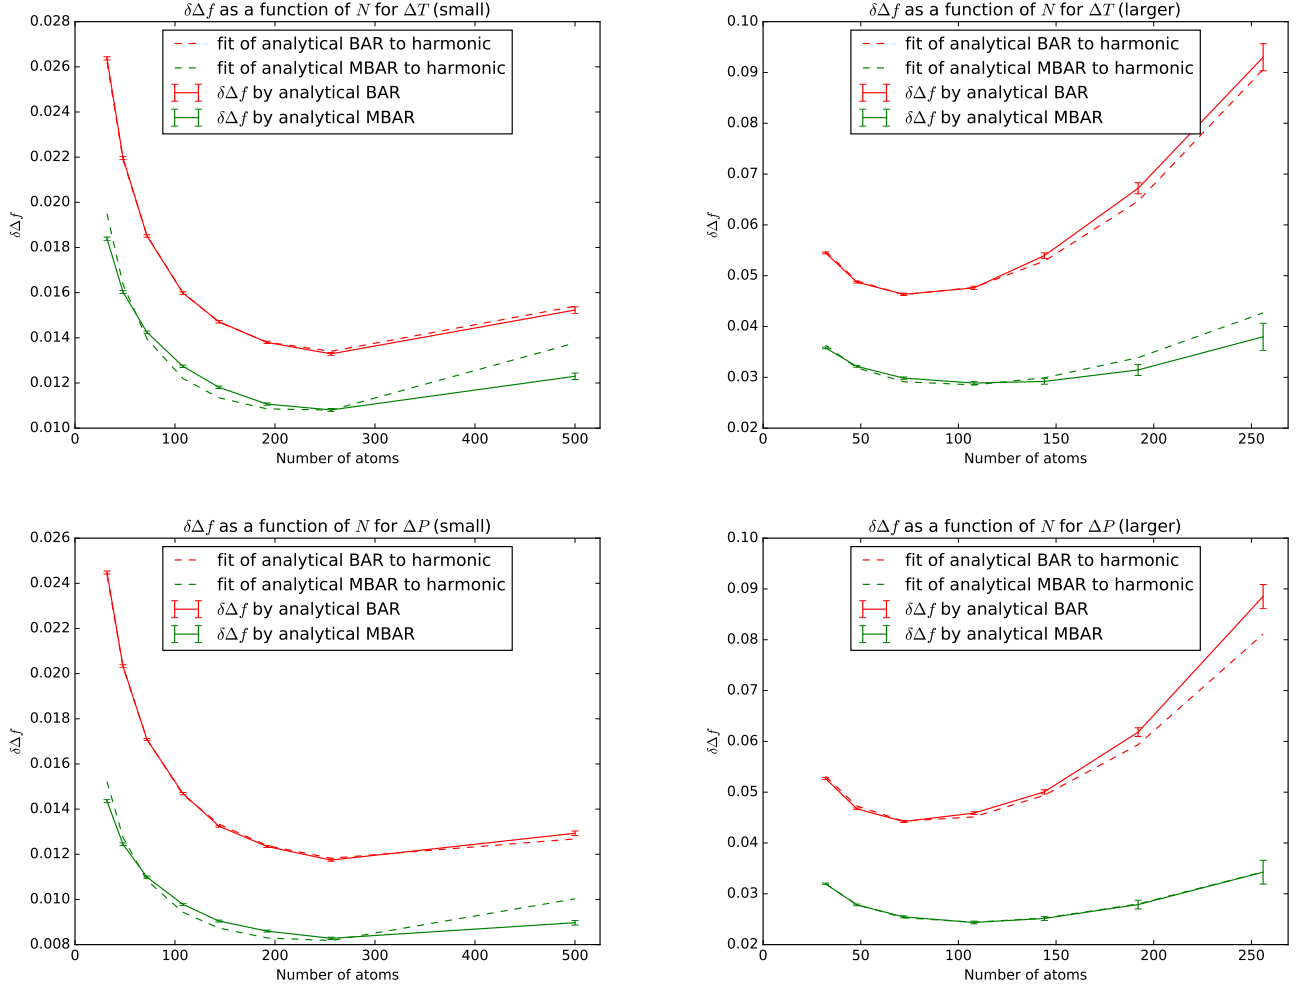 δΔf as a function of N for ΔT (small)
0.028
0.026
0.024
0.022
0.020
0.018
0.016
0.014
0.012
0.010
δΔf
fit of analytical BAR to harmonic
fit of analytical MBAR to harmonic
δΔf by analytical BAR
δΔf by analytical MBAR
0 100 200 300 400 500
Number of atoms
δΔf as a function of N for ΔT (larger)
0.10
0.09
0.08
0.07
0.06
0.05
0.04
0.03
0.02
δΔf
fit of analytical BAR to harmonic
fit of analytical MBAR to harmonic
δΔf by analytical BAR
δΔf by analytical MBAR
0 50 100 150 200 250
Number of atoms
δΔf as a function of N for ΔP (small)
0.026
0.024
0.022
0.020
0.018
0.016
0.014
0.012
0.010
0.008
δΔf
fit of analytical BAR to harmonic
fit of analytical MBAR to harmonic
δΔf by analytical BAR
δΔf by analytical MBAR
0 100 200 300 400 500
Number of atoms
δΔf as a function of N for ΔP (larger)
0.10
0.09
0.08
0.07
0.06
0.05
0.04
0.03
0.02
δΔf
fit of analytical BAR to harmonic
fit of analytical MBAR to harmonic
δΔf by analytical BAR
δΔf by analytical MBAR
0 50 100 150 200 250
Number of atoms